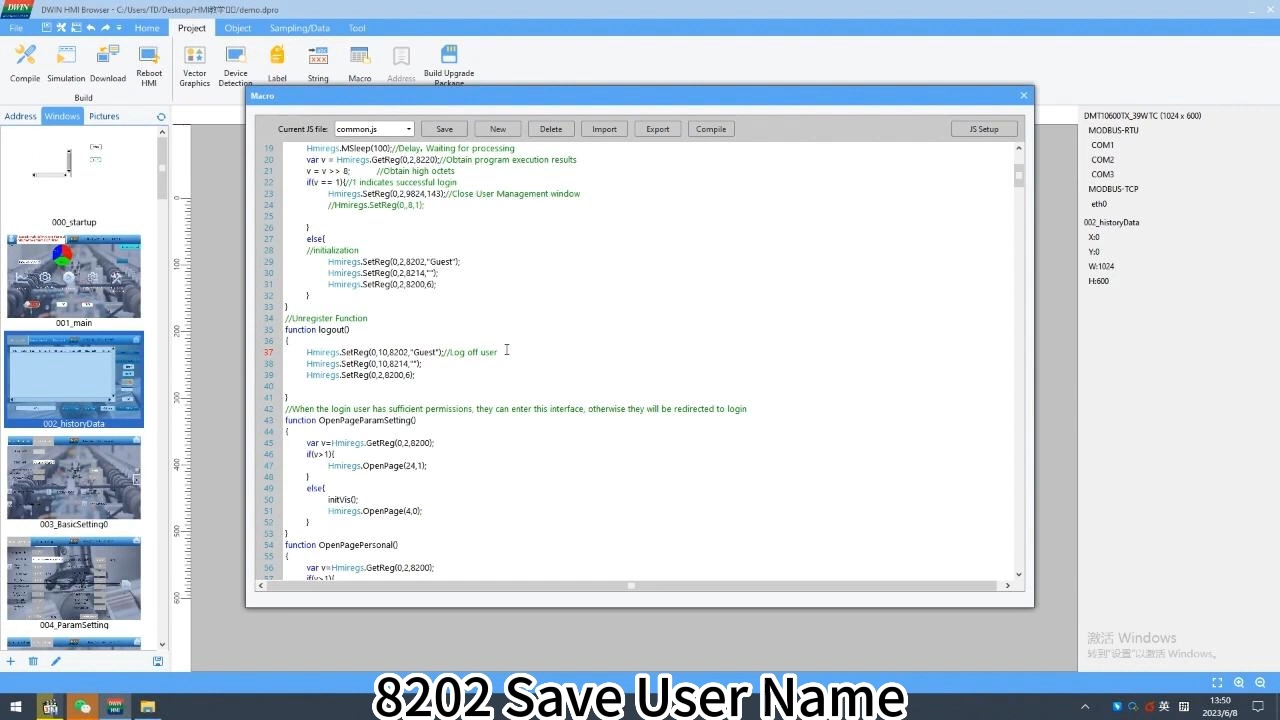 DWIN HMI Browser - C:/Users/TD/Desktop/HMI教学/demo.dpro
File Home Project Object Sampling/Data Tool
Compile Simulation Download Reboot HMI Vector Graphics Device Detection Label String Macro Address Build Upgrade Package
Build
Address Windows Pictures
000_startup
001_main
002_historyData
003_BasicSetting0
004_ParamSetting
Macro
Current JS file: common.js Save New Delete Import Export Compile JS Setup
19 Hmiregs.MSleep(100);//Delay, Waiting for processing
20 var v = Hmiregs.GetReg(0,2,8220);//Obtain program execution results
21 v = v >> 8; //Obtain high octets
22 if(v == 1){//1 indicates successful login
23 Hmiregs.SetReg(0,2,9824,143);//Close User Management window
24 //Hmiregs.SetReg(0,,8,1);
25
26 }
27 else{
28 //initialization
29 Hmiregs.SetReg(0,2,8202,"Guest");
30 Hmiregs.SetReg(0,2,8214,"");
31 Hmiregs.SetReg(0,2,8200,6);
32 }
33 }
34 //Unregister Function
35 function logout()
36 {
37 Hmiregs.SetReg(0,10,8202,"Guest");//Log off user
38 Hmiregs.SetReg(0,10,8214,"");
39 Hmiregs.SetReg(0,2,8200,6);
40
41 }
42 //When the login user has sufficient permissions, they can enter this interface, otherwise they will be redirected to login
43 function OpenPageParamSetting()
44 {
45 var v=Hmiregs.GetReg(0,2,8200);
46 if(v>1){
47 Hmiregs.OpenPage(24,1);
48 }
49 else{
50 initVis();
51 Hmiregs.OpenPage(4,0);
52 }
53 }
54 function OpenPagePersonal()
55 {
56 var v=Hmiregs.GetReg(0,2,8200);
57 if(v>1){
DMT10600TX_39WTC (1024 x 600)
MODBUS-RTU
COM1
COM2
COM3
MODBUS-TCP
eth0
002_historyData
X:0
Y:0
W:1024
H:600
激活 Windows
转到"设置"以激活 Windows。
8202 Save User Name
英
拼
13:50
2023/6/8